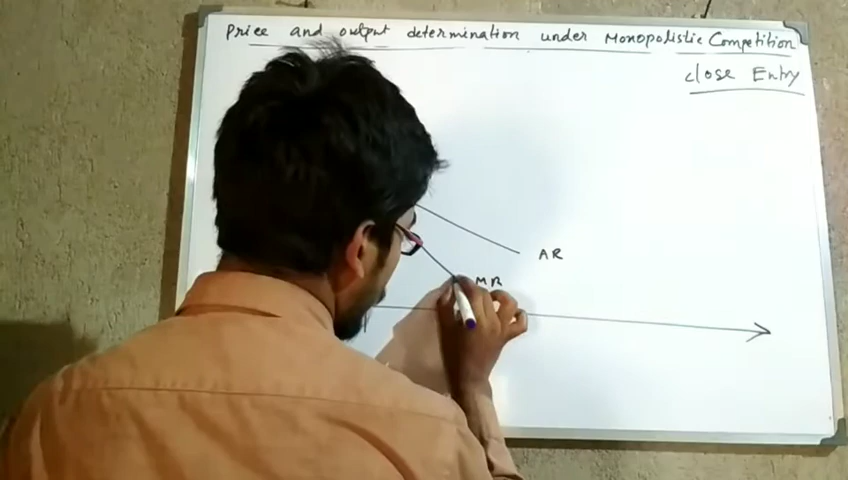 Price and output determination under Monopolistic Competition
close Entry
AR
MR